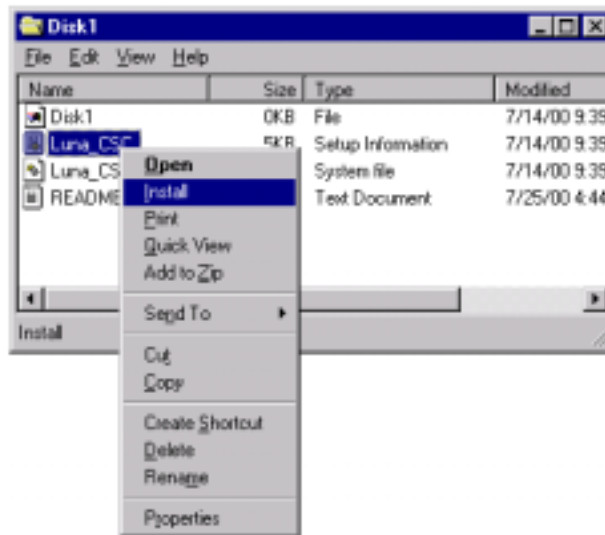 Disk1
File Edit View Help
Name Size Type Modified
Disk1 0KB File 7/14/00 9:39
Luna_CSC 5KB Setup Information 7/14/00 9:39
Luna_CS System file 7/14/00 9:39
README Text Document 7/25/00 4:44
Open
Install
Print
Quick View
Add to Zip
Send To
Cut
Copy
Create Shortcut
Delete
Rename
Properties
Install